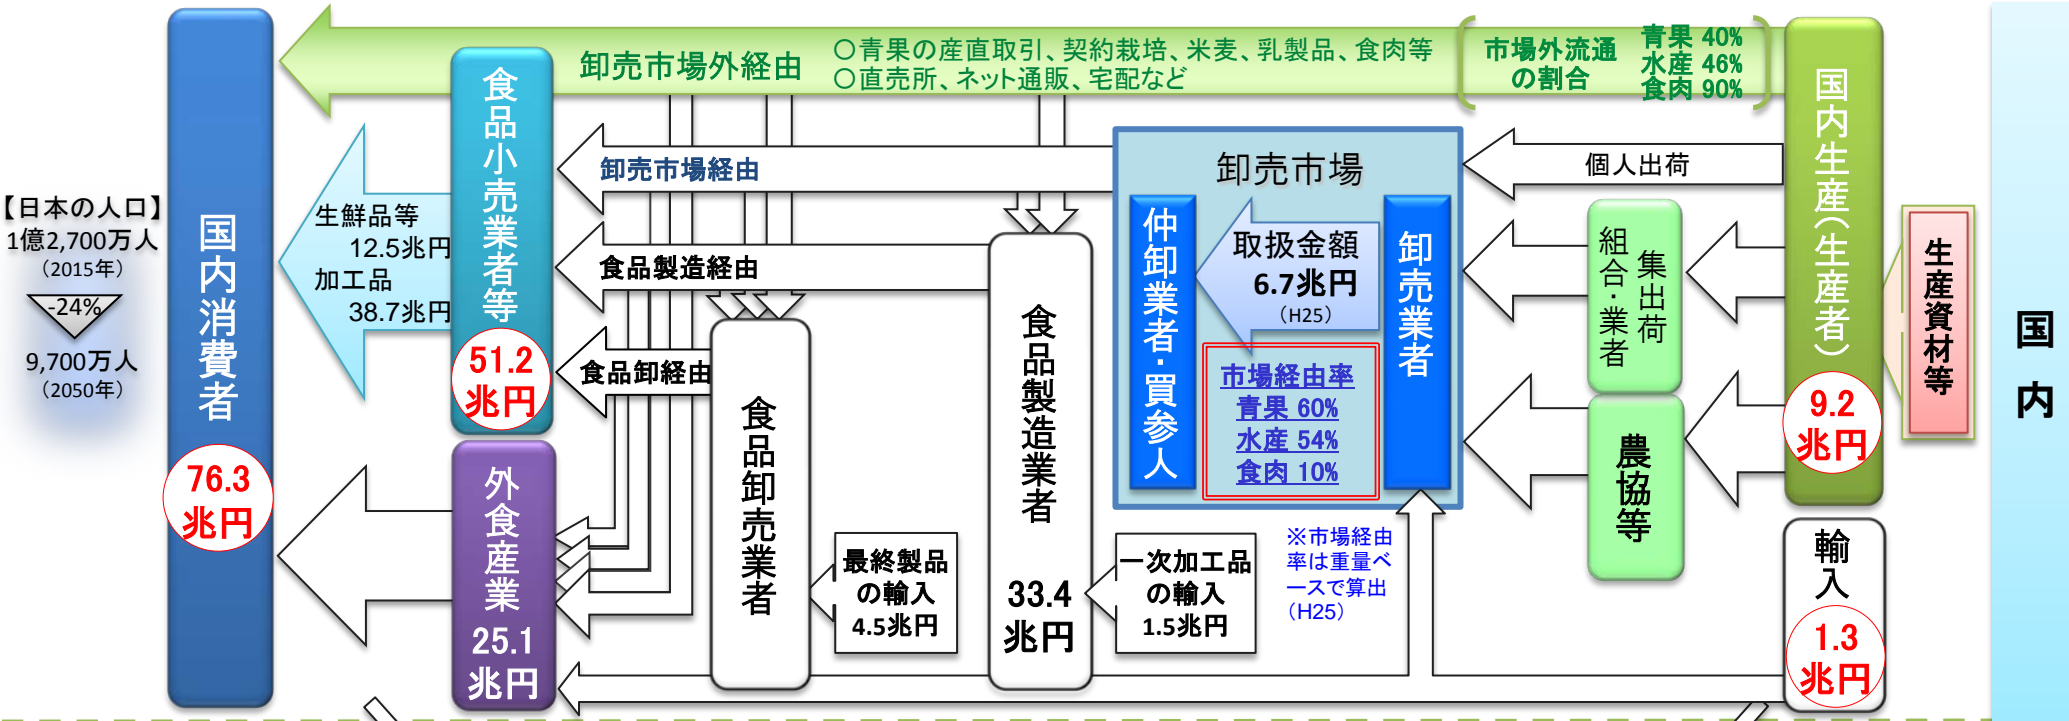 【日本の人口】
1億2,700万人
（2015年）
-24%
9,700万人
（2050年）
国内消費者
76.3
兆円
卸売市場外経由
○青果の産直取引、契約栽培、米麦、乳製品、食肉等
○直売所、ネット通販、宅配など
市場外流通
の割合
青果 40%
水産 46%
食肉 90%
生鮮品等
12.5兆円
加工品
38.7兆円
食品小売業者等
51.2
兆円
外食産業
25.1
兆円
卸売市場経由
食品製造経由
食品卸経由
食品卸売業者
最終製品
の輸入
4.5兆円
食品製造業者
33.4
兆円
一次加工品
の輸入
1.5兆円
卸売市場
仲卸業者・買参人
取扱金額
6.7兆円
（H25）
市場経由率
青果 60%
水産 54%
食肉 10%
卸売業者
※市場経由
率は重量ベ
ースで算出
（H25）
個人出荷
集出荷
組合・業者
農協等
国内生産（生産者）
9.2
兆円
輸入
1.3
兆円
生産資材等
国内